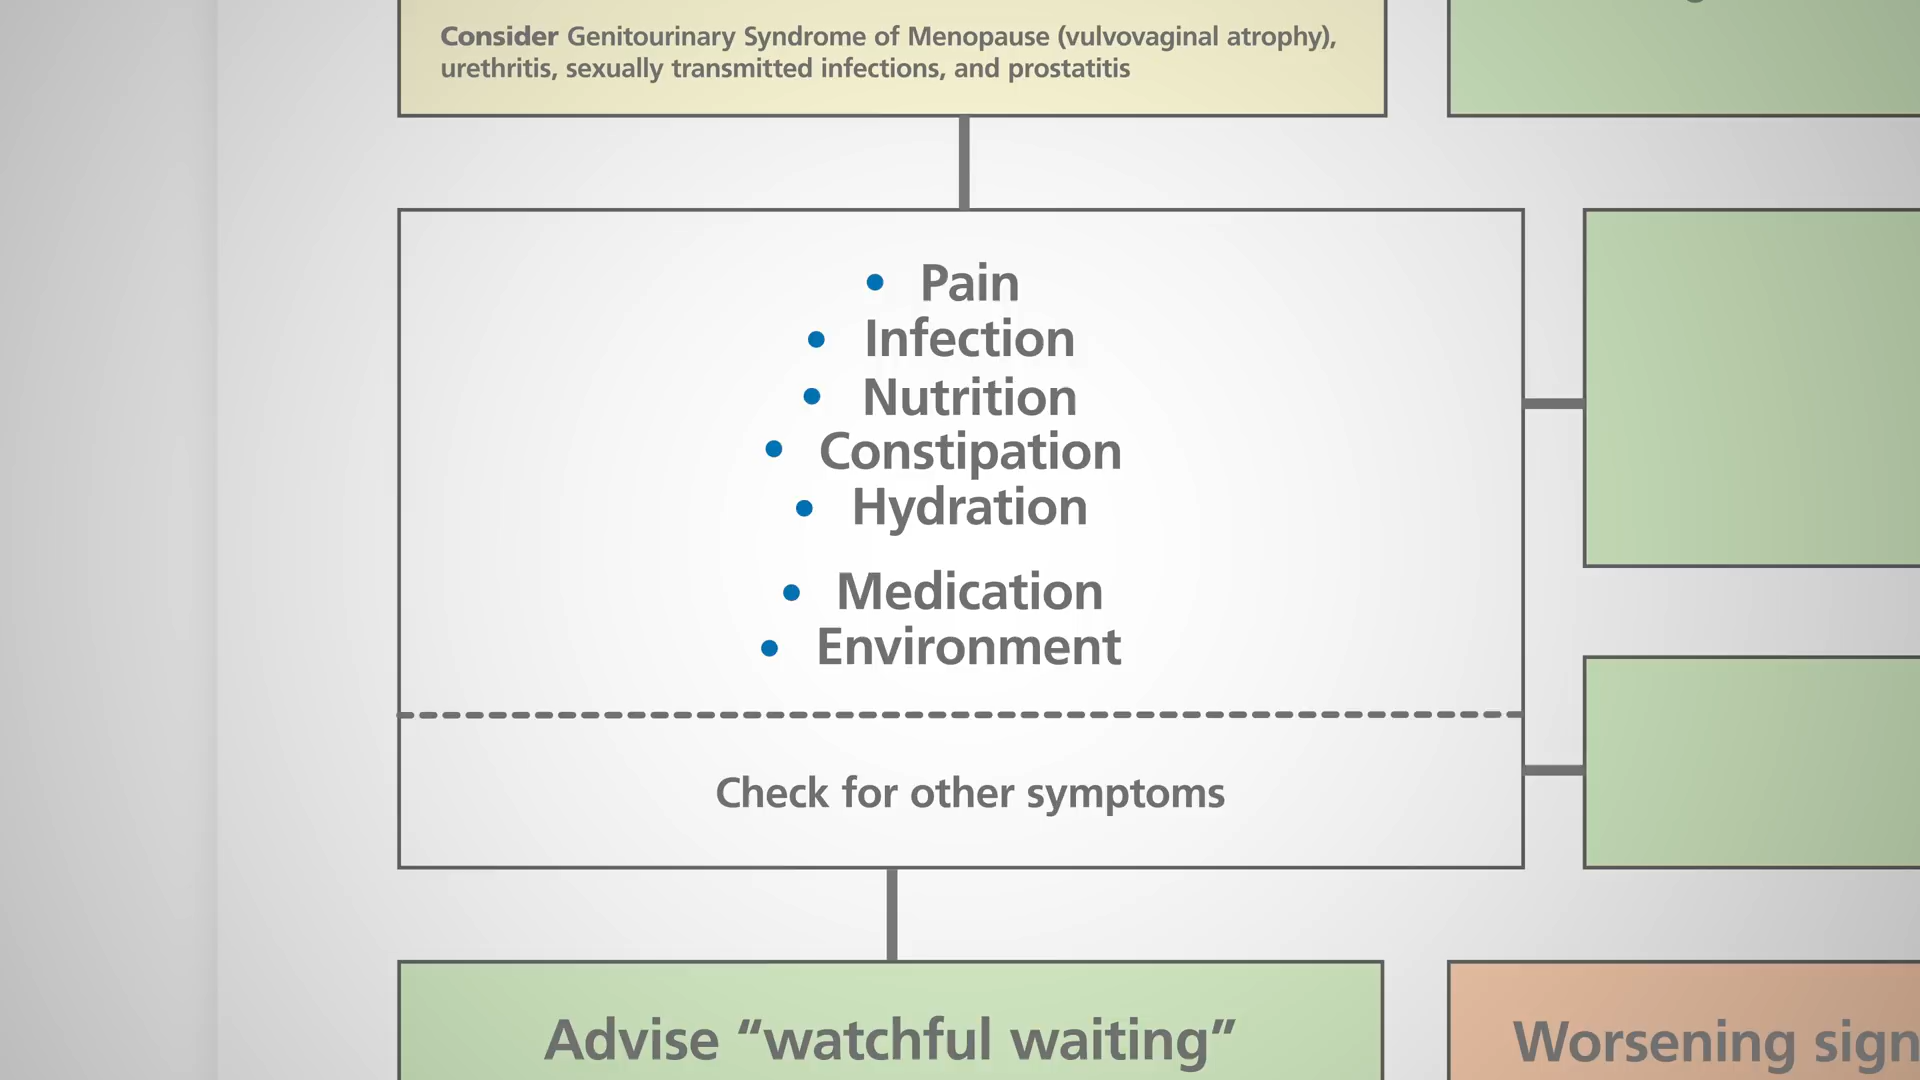 Consider Genitourinary Syndrome of Menopause (vulvovaginal atrophy),
urethritis, sexually transmitted infections, and prostatitis
• Pain
• Infection
• Nutrition
• Constipation
• Hydration
• Medication
• Environment
Check for other symptoms
Advise “watchful waiting”
Worsening sign